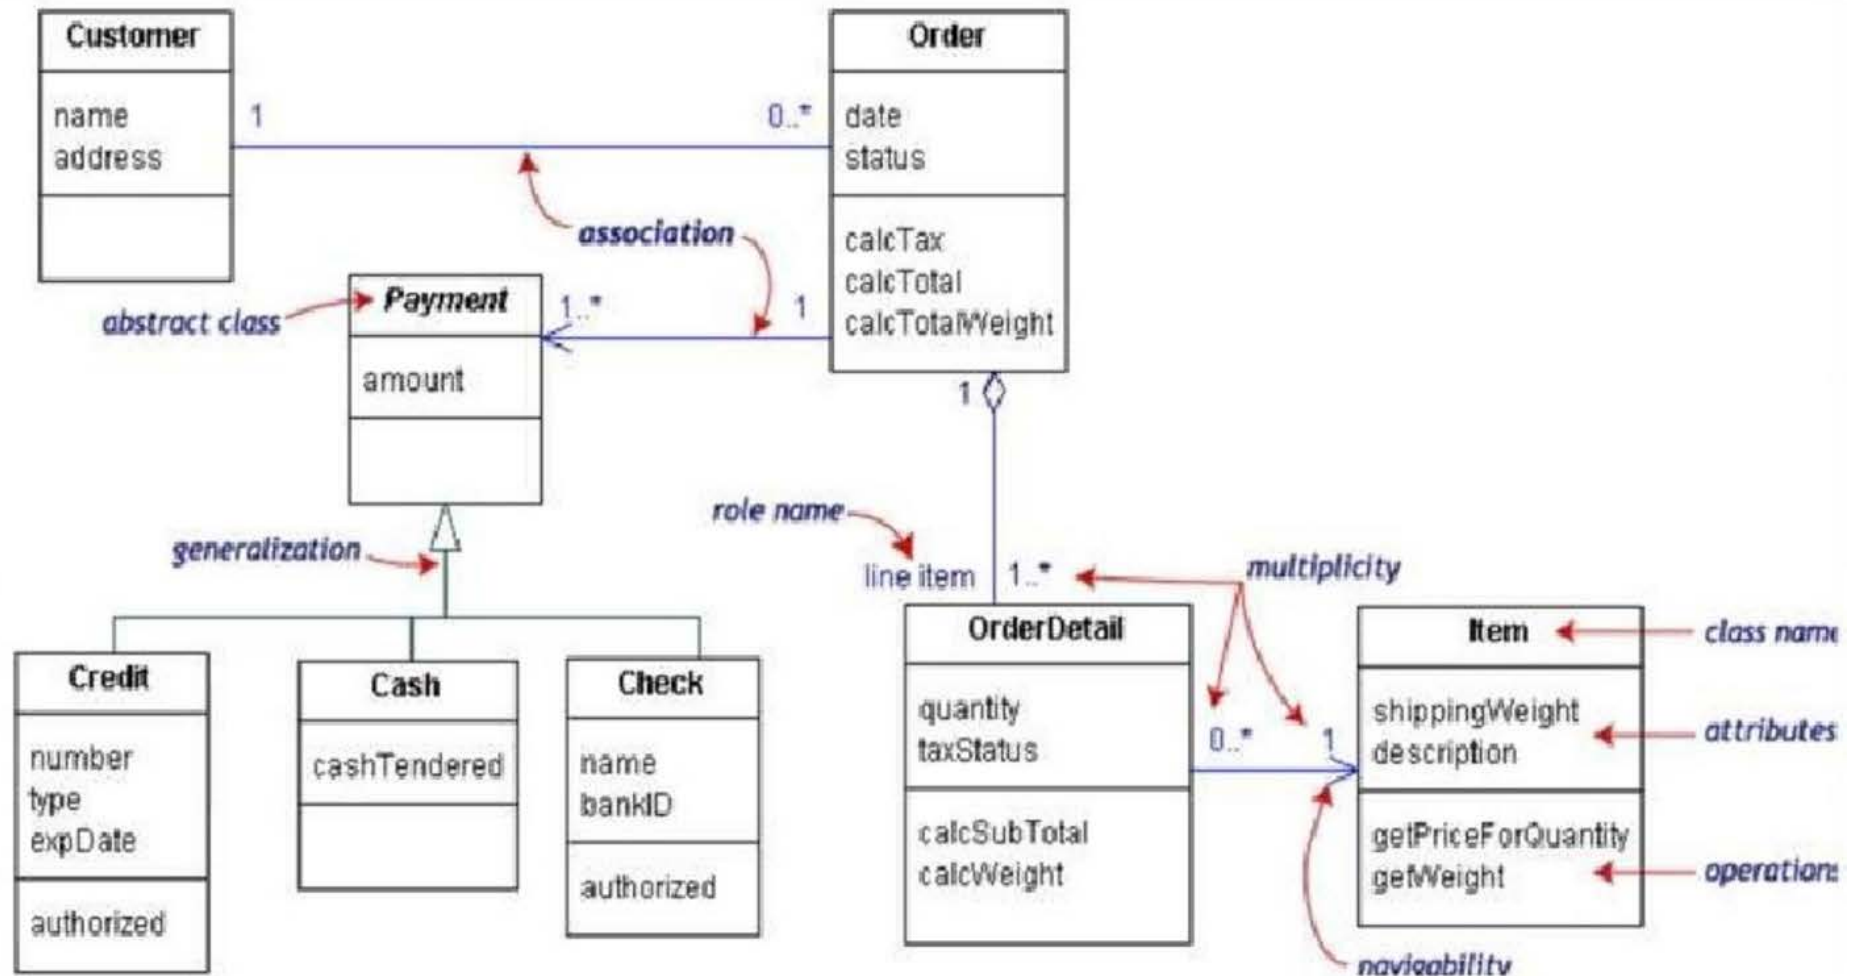 Customer
name
address
1
0..*
Order
date
status
calcTax
calcTotal
calcTotalWeight
association
abstract class
Payment
amount
1..*
1
1
generalization
role name
line item
1..*
multiplicity
Credit
number
type
expDate
authorized
Cash
cashTendered
Check
name
bankID
authorized
OrderDetail
quantity
taxStatus
calcSubTotal
calcWeight
0..*
1
Item
shippingWeight
description
getPriceForQuantity
getWeight
class name
attributes
operations
navigability